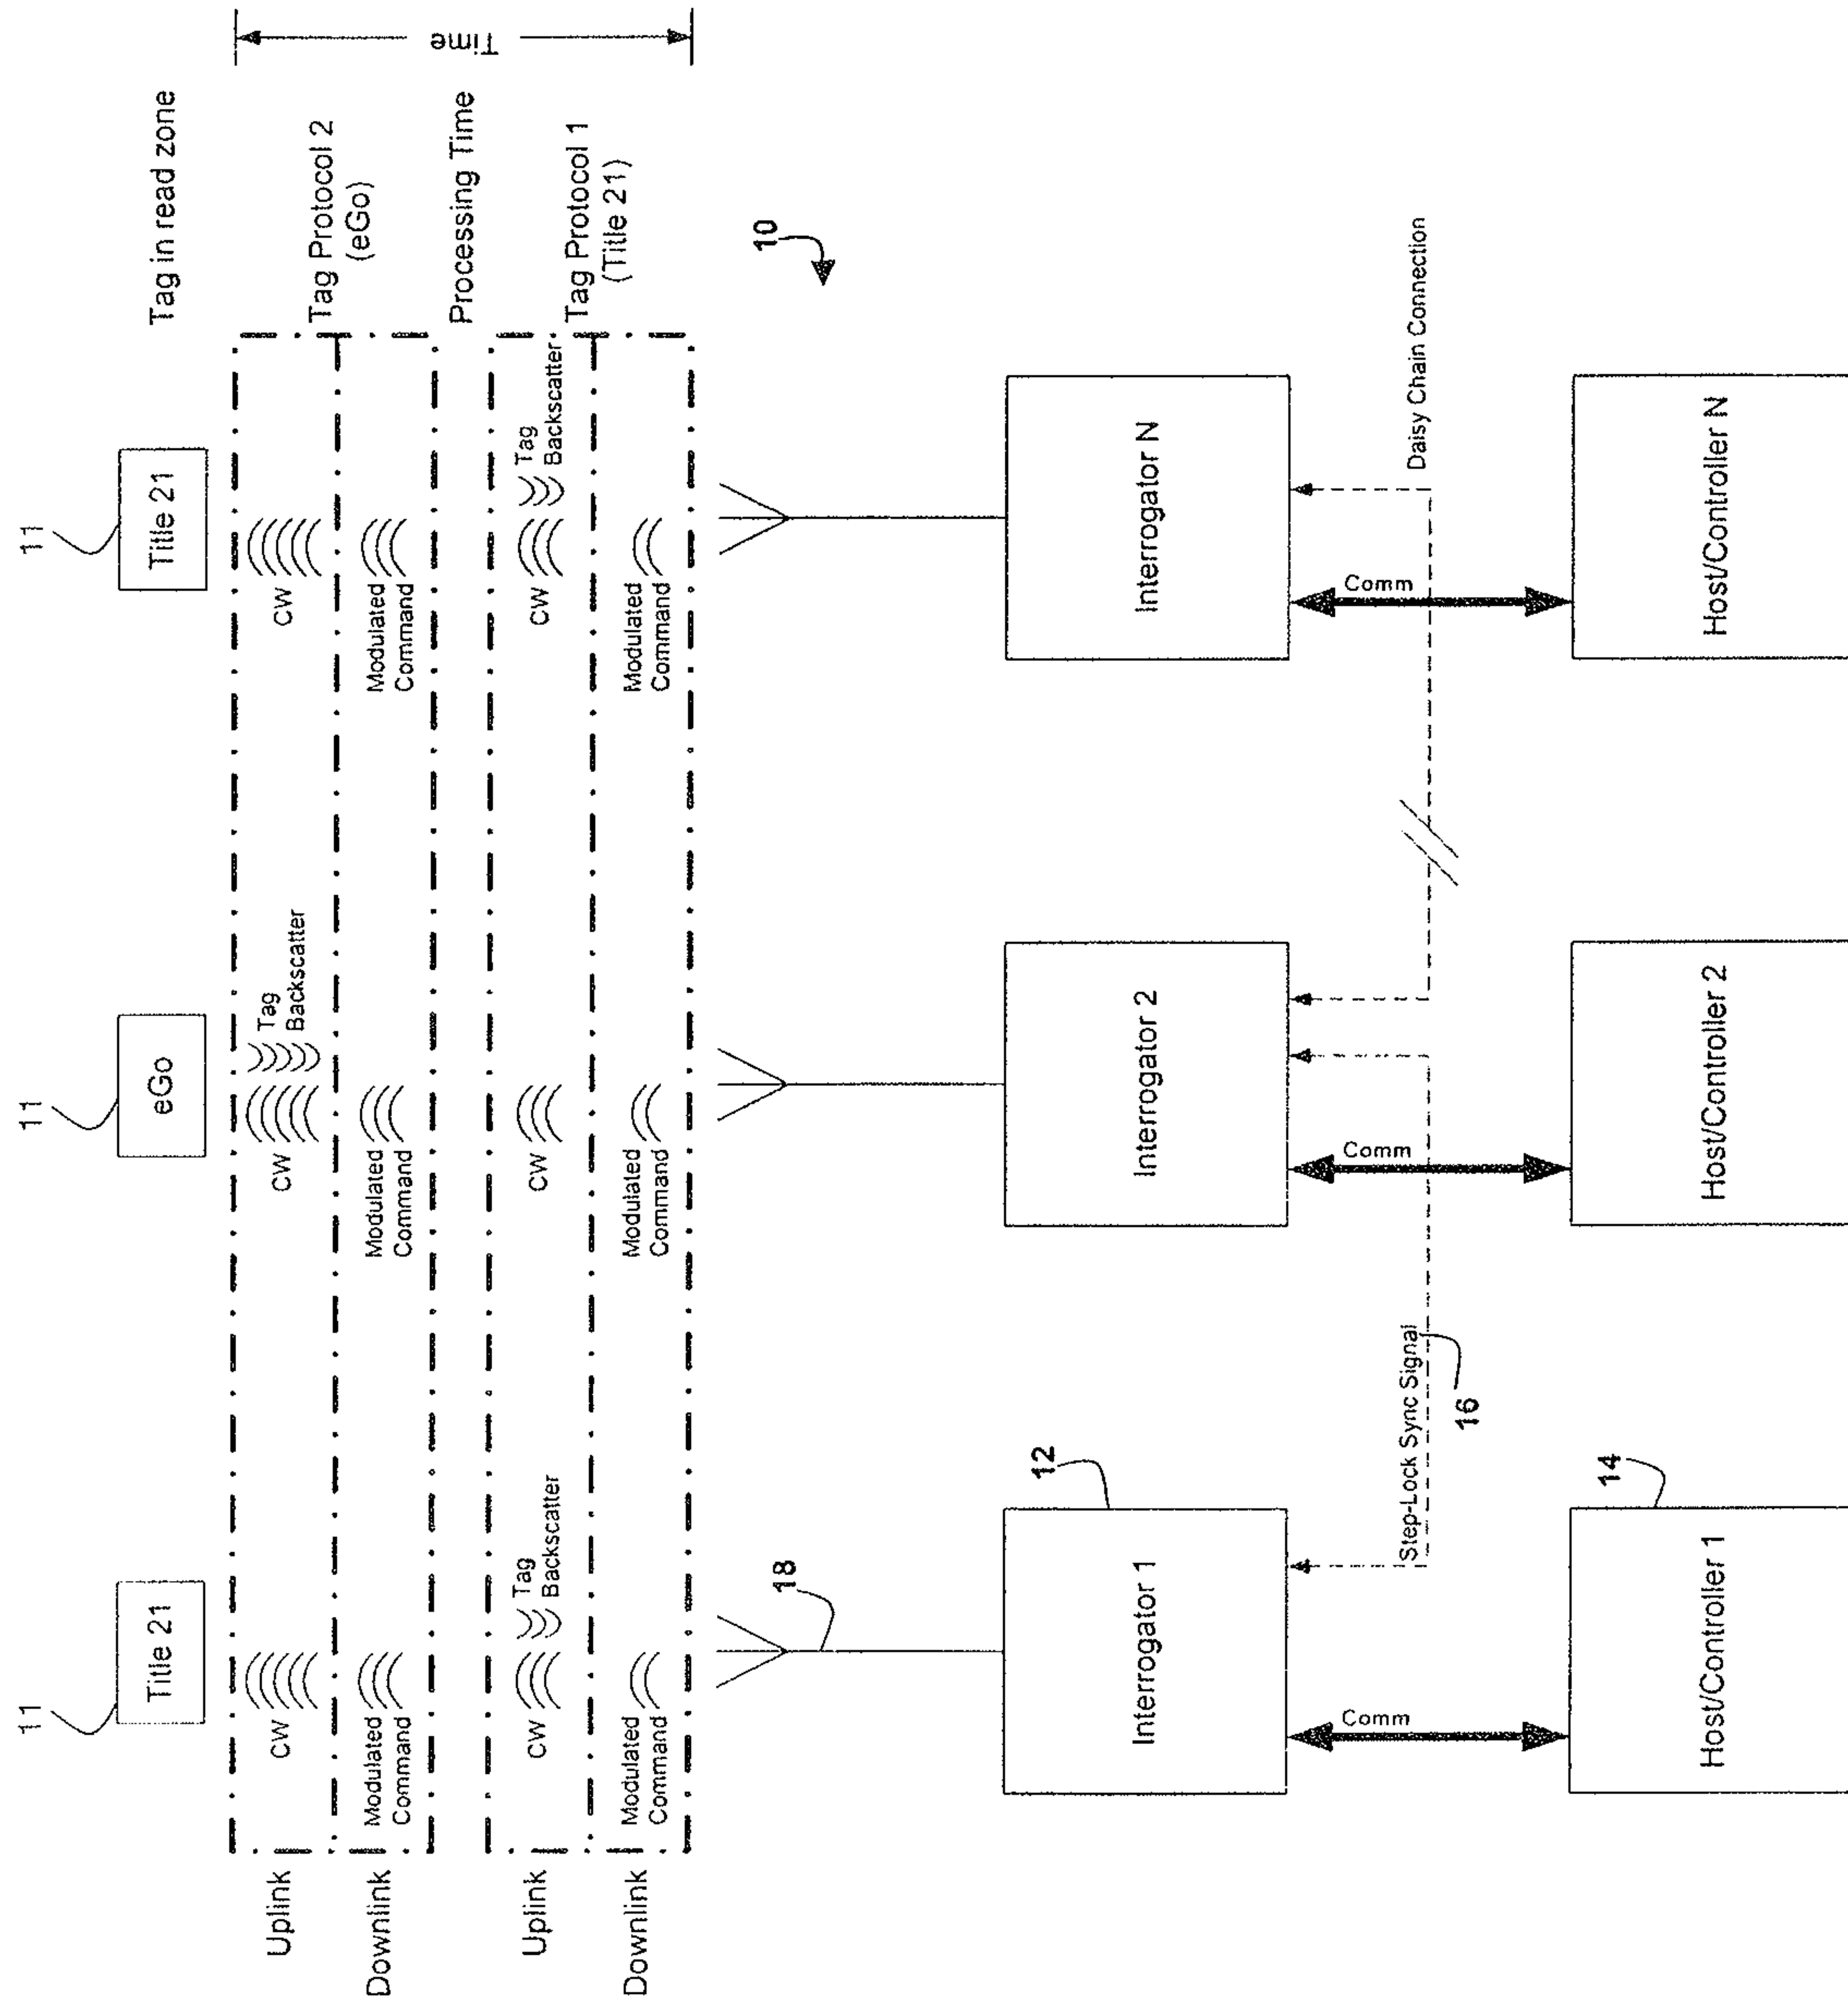 11
11
11
Title 21
eGo
Title 21
Tag in read zone
Uplink
CW
CW
Tag
Backscatter
CW
Tag Protocol 2
(eGo)
Time
Downlink
Modulated
Command
Modulated
Command
Modulated
Command
Processing Time
Uplink
CW
Tag
Backscatter
CW
CW
Tag
Backscatter
Tag Protocol 1
(Title 21)
Downlink
Modulated
Command
Modulated
Command
Modulated
Command
18
10
12
Interrogator 1
Interrogator 2
Interrogator N
Comm
Step-Lock Sync Signal
Comm
Comm
Daisy Chain Connection
16
14
Host/Controller 1
Host/Controller 2
Host/Controller N